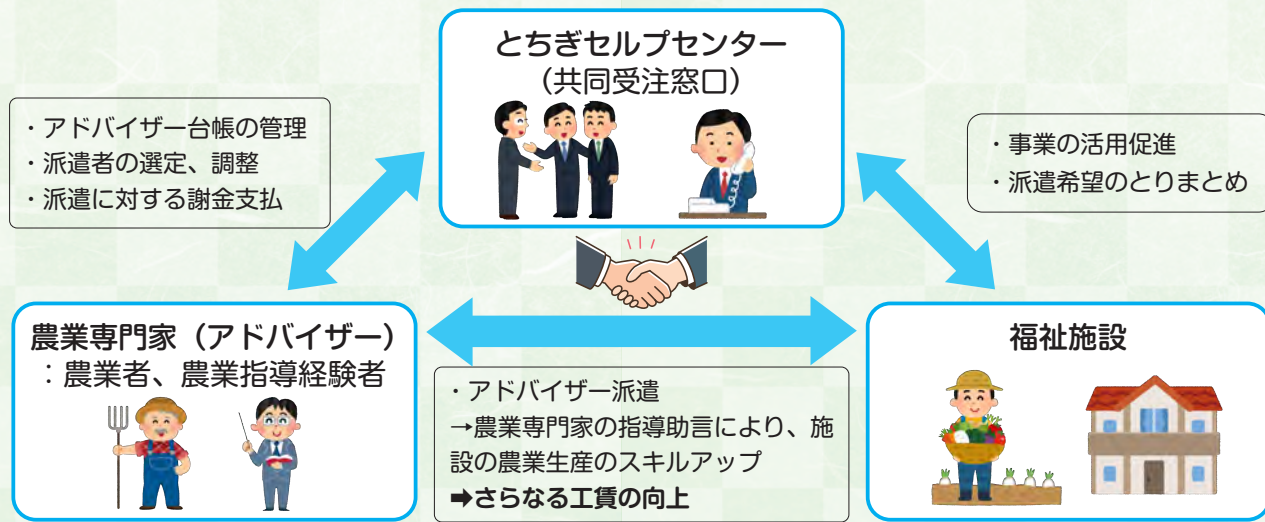 とちぎセルプセンター
（共同受注窓口）
・アドバイザー台帳の管理
・派遣者の選定、調整
・派遣に対する謝金支払
・事業の活用促進
・派遣希望のとりまとめ
農業専門家（アドバイザー）
：農業者、農業指導経験者
・アドバイザー派遣
→農業専門家の指導助言により、施
設の農業生産のスキルアップ
➡さらなる工賃の向上
福祉施設